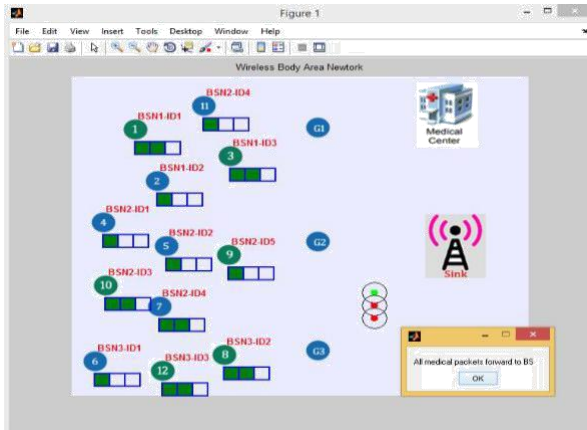 Figure 1
File Edit View Insert Tools Desktop Window Help
Wireless Body Area Newtork
BSN2-ID4
11
BSN1-ID1
1
G1
Medical
Center
BSN1-ID3
3
BSN1-ID2
2
BSN2-ID1
4
BSN2-ID2
5
BSN2-ID5
9
G2
Sink
BSN2-ID3
10
BSN2-ID4
7
BSN3-ID1
6
BSN3-ID3
12
BSN3-ID2
8
G3
All medical packets forward to BS
OK